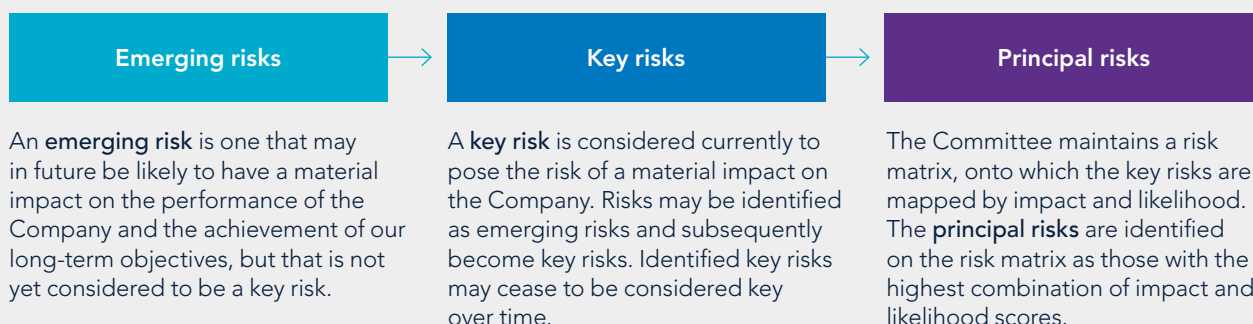 Emerging risks
Key risks
Principal risks
An emerging risk is one that may
in future be likely to have a material
impact on the performance of the
Company and the achievement of our
long-term objectives, but that is not
yet considered to be a key risk.
A key risk is considered currently to
pose the risk of a material impact on
the Company. Risks may be identified
as emerging risks and subsequently
become key risks. Identified key risks
may cease to be considered key
over time.
The Committee maintains a risk
matrix, onto which the key risks are
mapped by impact and likelihood.
The principal risks are identified
on the risk matrix as those with the
highest combination of impact and
likelihood scores.